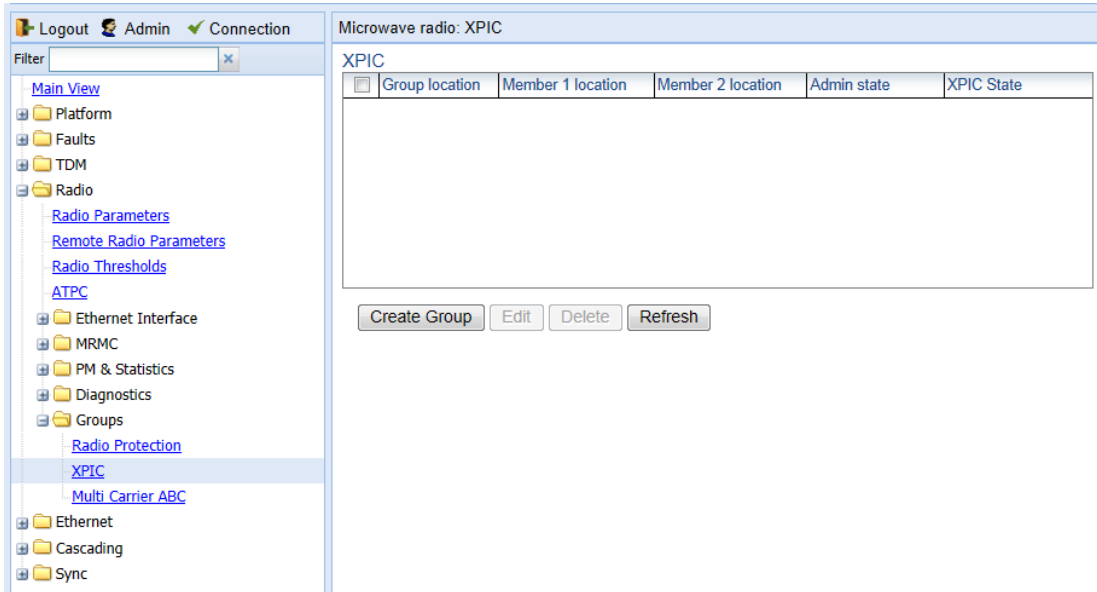 Logout Admin Connection
Filter
Main View
Platform
Faults
TDM
Radio
Radio Parameters
Remote Radio Parameters
Radio Thresholds
ATPC
Ethernet Interface
MRMC
PM & Statistics
Diagnostics
Groups
Radio Protection
XPIC
Multi Carrier ABC
Ethernet
Cascading
Sync
Microwave radio: XPIC
XPIC
Group location Member 1 location Member 2 location Admin state XPIC State
Create Group Edit Delete Refresh